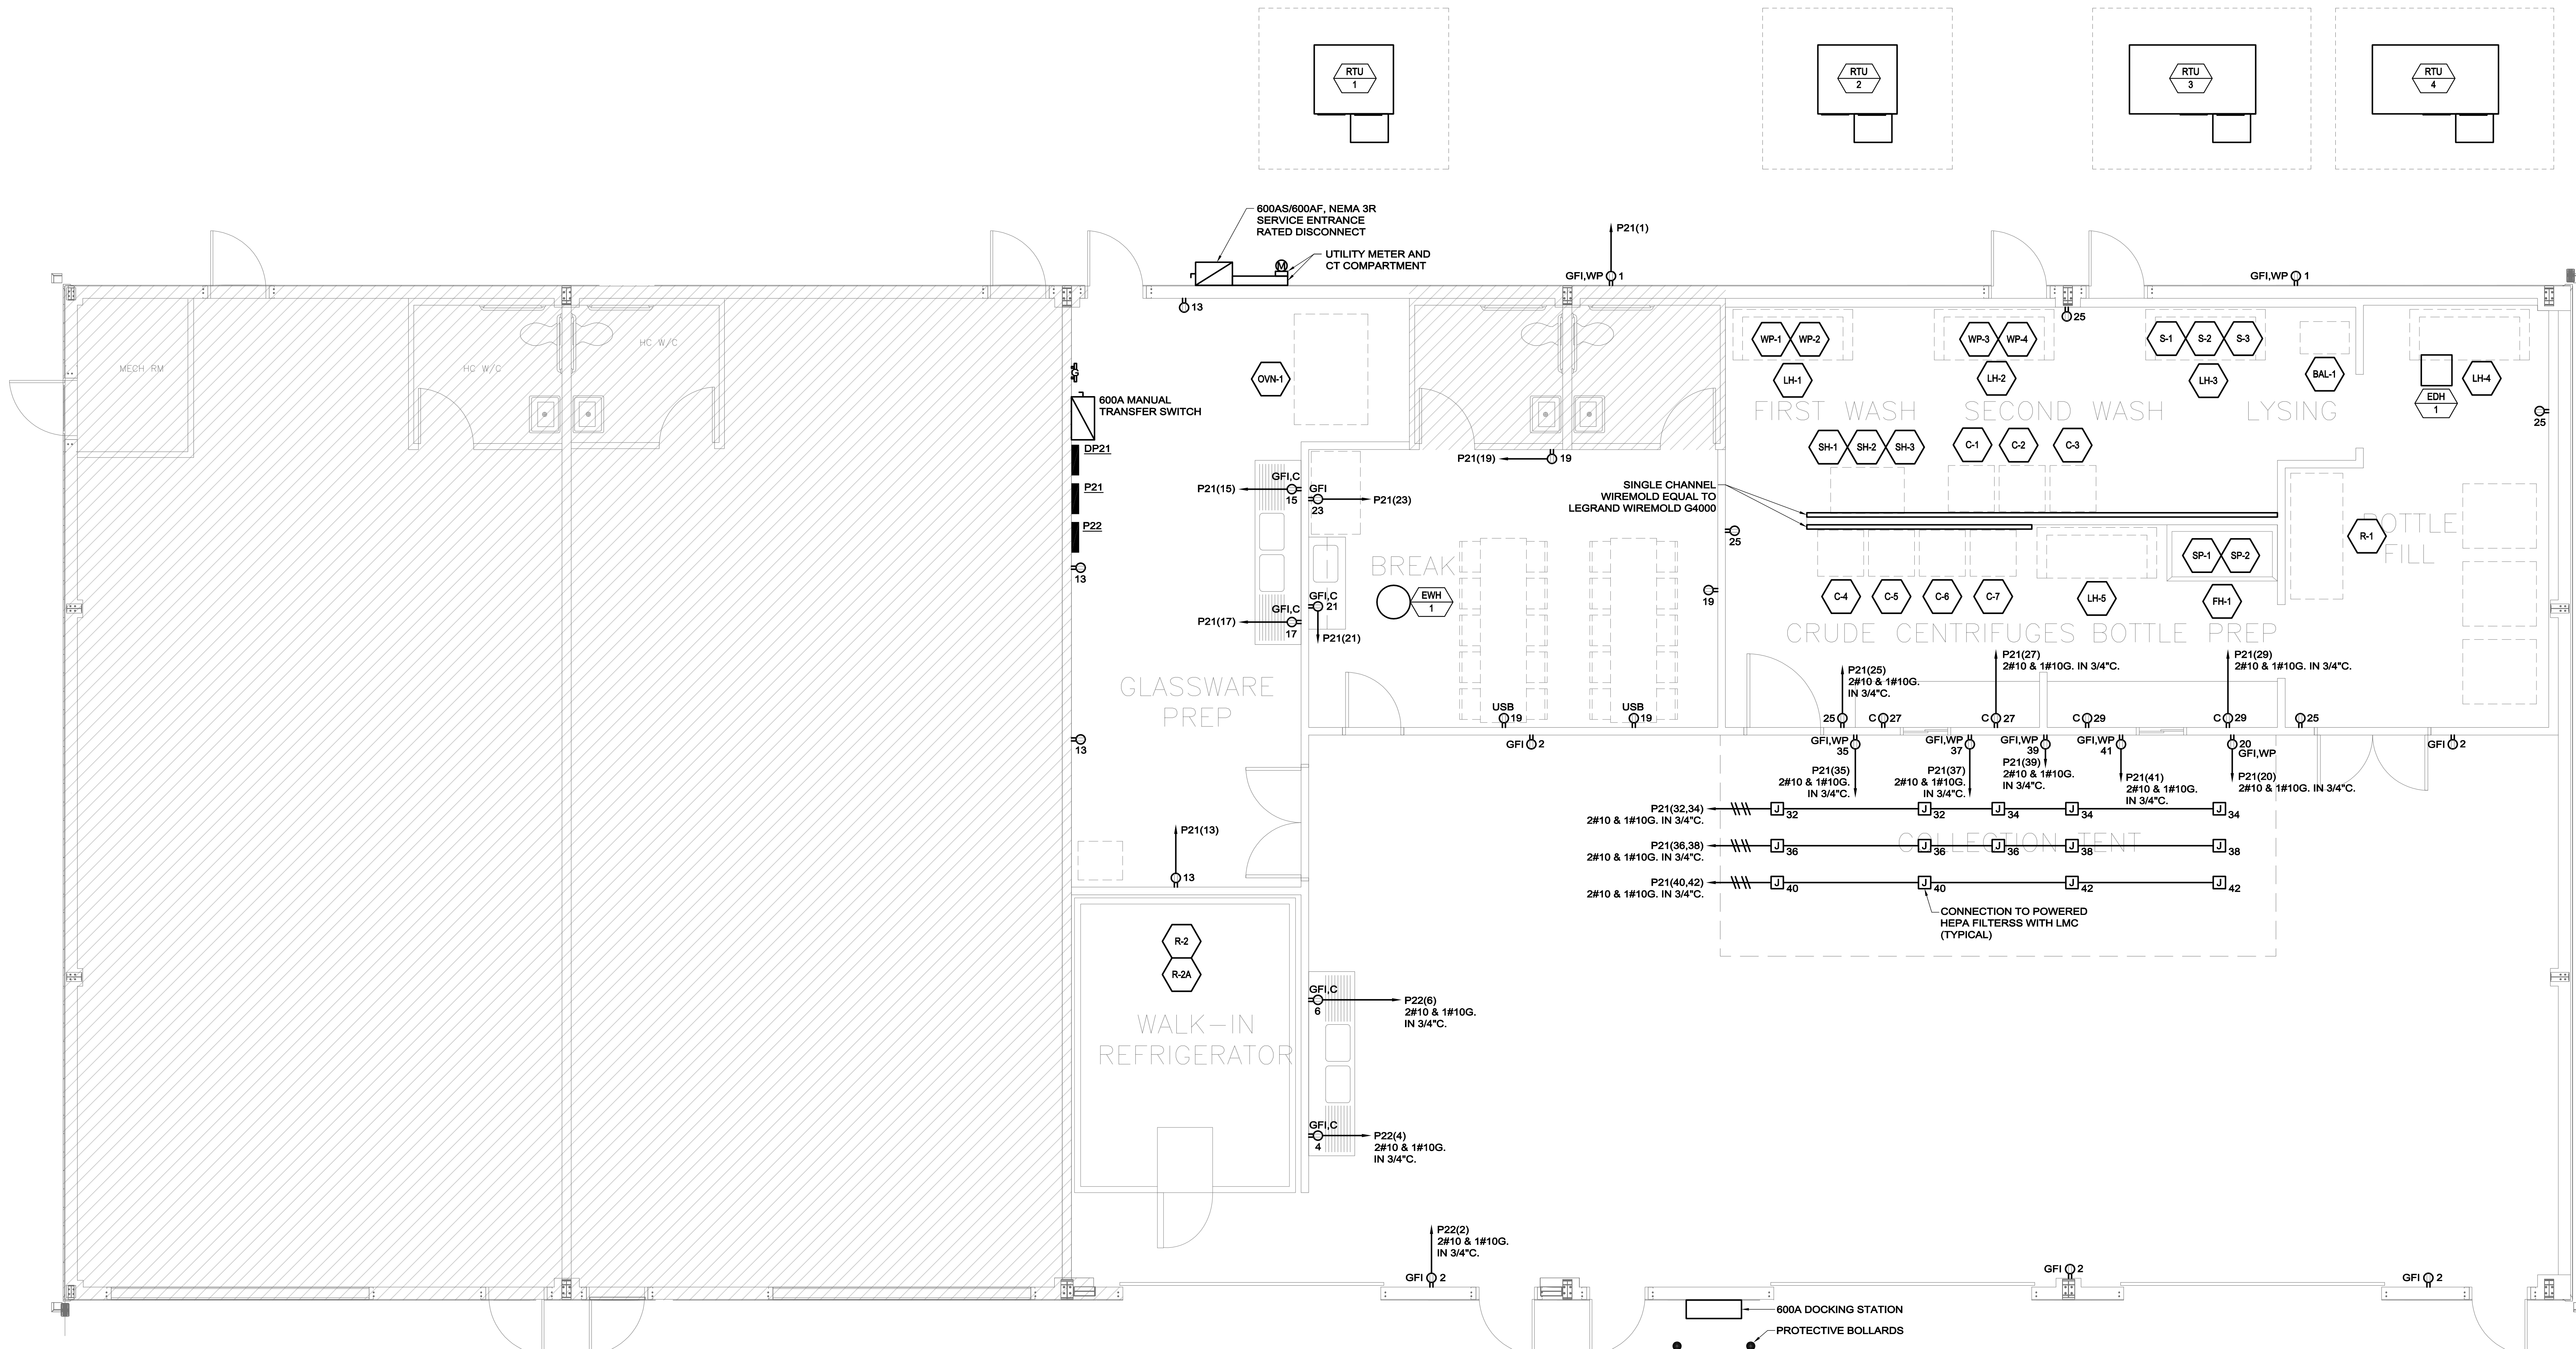 RTU
1
RTU
2
RTU
3
RTU
4
600AS/600AF, NEMA 3R
SERVICE ENTRANCE
RATED DISCONNECT
UTILITY METER AND
CT COMPARTMENT
M
P21(1)
GFI,WP 1
GFI,WP 1
13
25
MECH RM
HC W/C
HC W/C
G
600A MANUAL
TRANSFER SWITCH
DP21
P21
P22
13
13
OVN-1
WP-1
WP-2
LH-1
WP-3
WP-4
LH-2
S-1
S-2
S-3
LH-3
BAL-1
EDH
1
LH-4
25
FIRST WASH
SECOND WASH
LYSING
SH-1
SH-2
SH-3
C-1
C-2
C-3
P21(19)
19
P21(15)
GFI,C
15
GFI
23
P21(23)
SINGLE CHANNEL
WIREMOLD EQUAL TO
LEGRAND WIREMOLD G4000
25
BREAK
EWH
1
19
R-1
BOTTLE
FILL
SP-1
SP-2
C-4
C-5
C-6
C-7
LH-5
FH-1
GFI,C
17
P21(17)
GFI,C
21
P21(21)
CRUDE CENTRIFUGES
BOTTLE PREP
GLASSWARE
PREP
P21(25)
2#10 & 1#10G.
IN 3/4"C.
P21(27)
2#10 & 1#10G. IN 3/4"C.
P21(29)
2#10 & 1#10G. IN 3/4"C.
USB
19
USB
19
25
C 27
C 27
C 29
C 29
25
GFI 2
GFI,WP
35
GFI,WP
37
GFI,WP
39
GFI,WP
41
20
GFI,WP
GFI 2
P21(35)
2#10 & 1#10G.
IN 3/4"C.
P21(37)
2#10 & 1#10G.
IN 3/4"C.
P21(39)
2#10 & 1#10G.
IN 3/4"C.
P21(41)
2#10 & 1#10G.
IN 3/4"C.
P21(20)
2#10 & 1#10G. IN 3/4"C.
P21(32,34)
2#10 & 1#10G. IN 3/4"C.
J 32
J 32
J 34
J 34
J 34
COLLECTION TENT
P21(36,38)
2#10 & 1#10G. IN 3/4"C.
J 36
J 36
J 36
J 38
J 38
P21(40,42)
2#10 & 1#10G. IN 3/4"C.
J 40
J 40
J 42
J 42
CONNECTION TO POWERED
HEPA FILTERSS WITH LMC
(TYPICAL)
P21(13)
13
R-2
R-2A
WALK-IN
REFRIGERATOR
GFI,C
6
P22(6)
2#10 & 1#10G.
IN 3/4"C.
GFI,C
4
P22(4)
2#10 & 1#10G.
IN 3/4"C.
P22(2)
2#10 & 1#10G.
IN 3/4"C.
GFI 2
GFI 2
GFI 2
600A DOCKING STATION
PROTECTIVE BOLLARDS